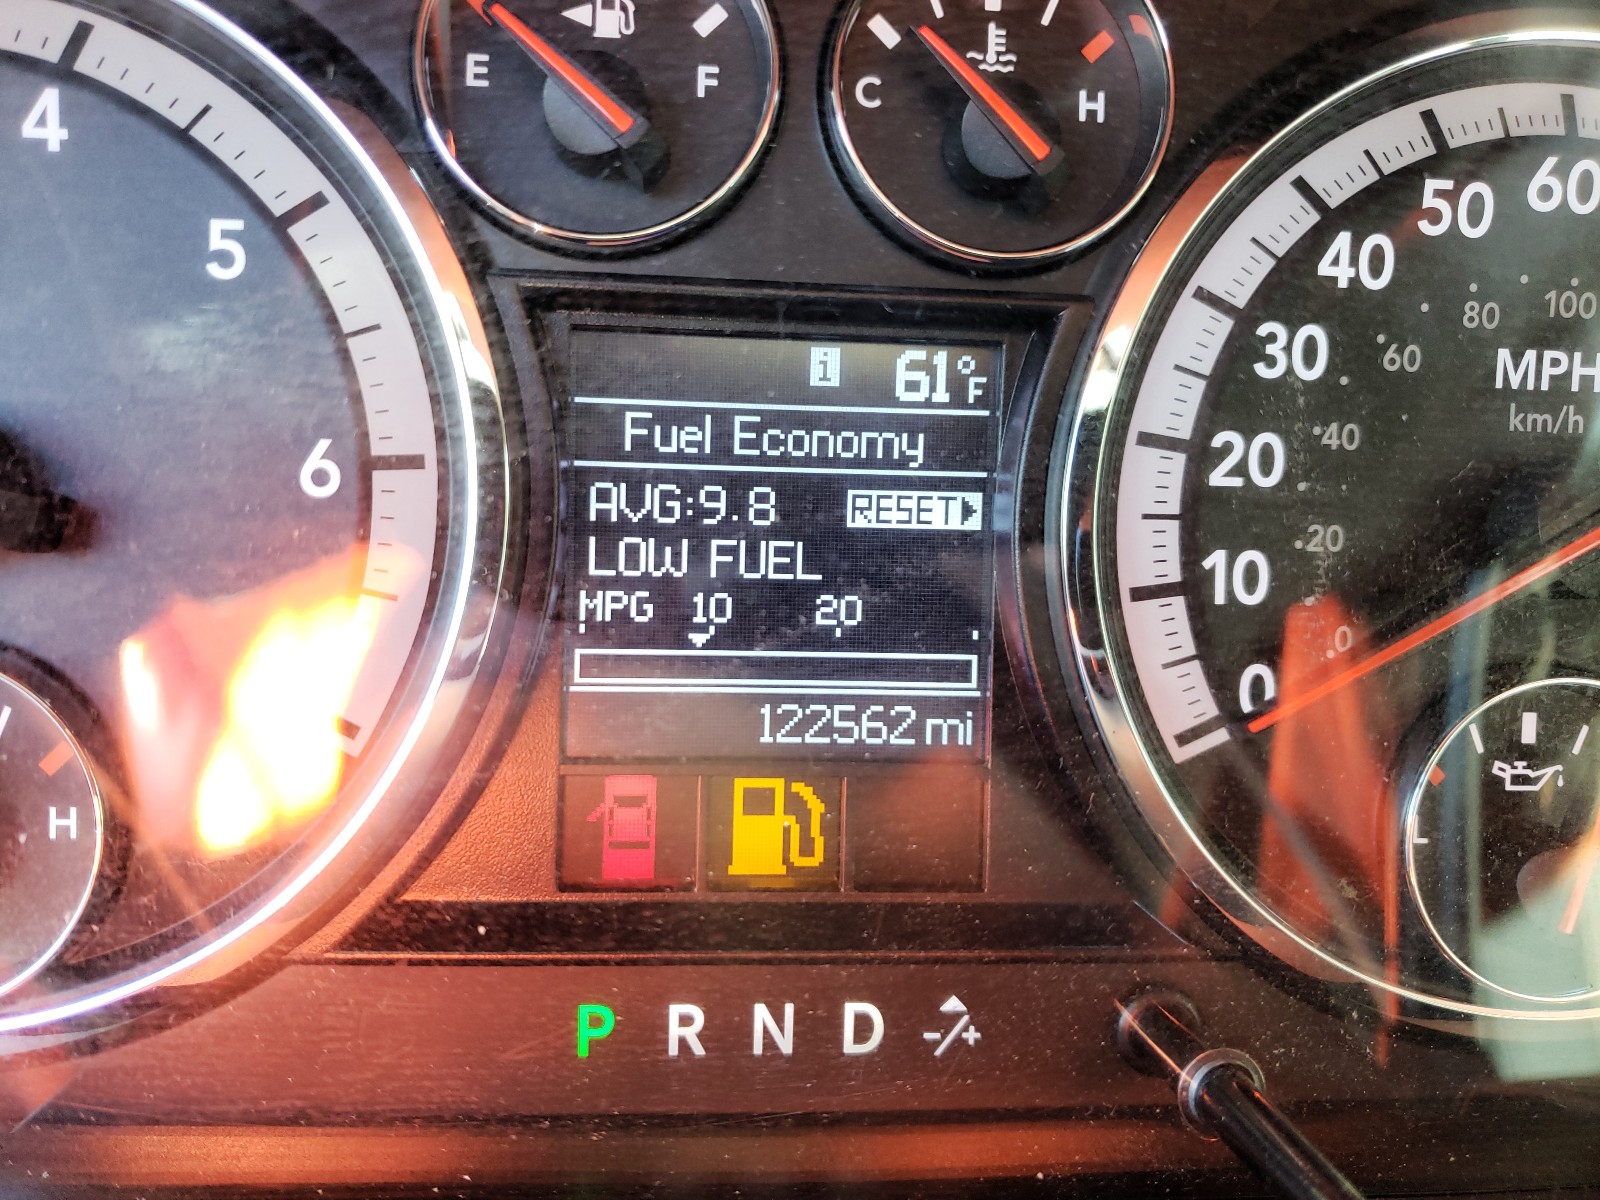 4
5
6
H
E F
C H
i 61°F
Fuel Economy
AVG:9.8 RESET
LOW FUEL
MPG 10 20
122562 mi
P R N D -/+
0
10
20
30
40
50
60
0
20
40
60
80
100
MPH
km/h
L